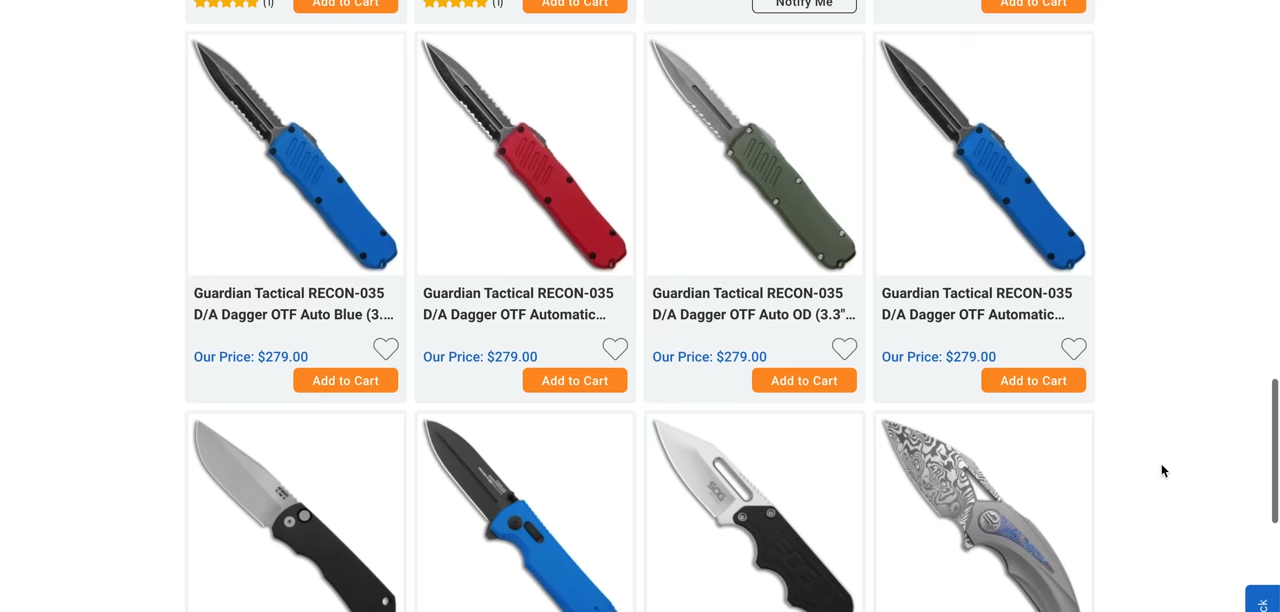 (1)
Add to Cart
(1)
Add to Cart
Notify Me
Add to Cart
Guardian Tactical RECON-035
D/A Dagger OTF Auto Blue (3.…
Our Price: $279.00
Add to Cart
Guardian Tactical RECON-035
D/A Dagger OTF Automatic…
Our Price: $279.00
Add to Cart
Guardian Tactical RECON-035
D/A Dagger OTF Auto OD (3.3"…
Our Price: $279.00
Add to Cart
Guardian Tactical RECON-035
D/A Dagger OTF Automatic…
Our Price: $279.00
Add to Cart
SOG
SOG